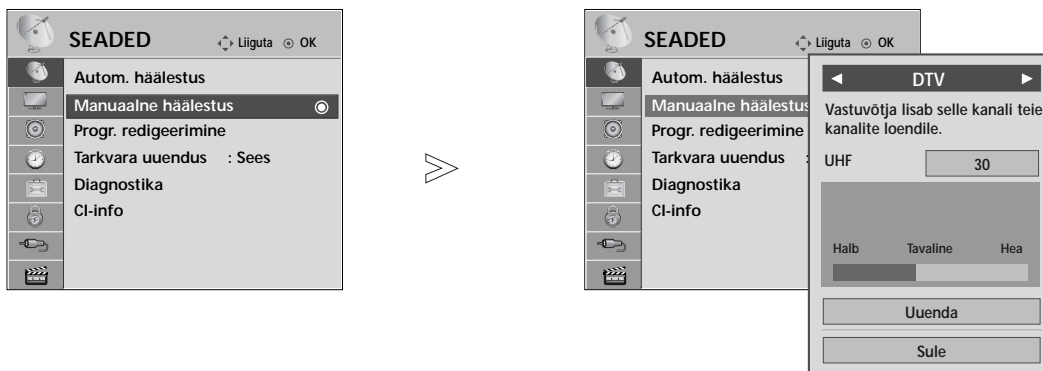 SEADED Liiguta OK
Autom. häälestus
Manuaalne häälestus
Progr. redigeerimine
Tarkvara uuendus : Sees
Diagnostika
CI-info
SEADED Liiguta OK
Autom. häälestus
Manuaalne häälestus
Progr. redigeerimine
Tarkvara uuendus :
Diagnostika
CI-info
DTV
Vastuvõtja lisab selle kanali teie
kanalite loendile.
UHF 30
Halb Tavaline Hea
Uuenda
Sule